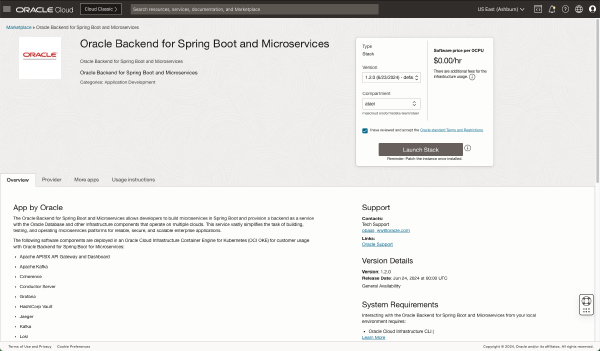 ORACLE Cloud
Cloud Classic >
Search resources, services, documentation, and Marketplace
US East (Ashburn)
Marketplace » Oracle Backend for Spring Boot and Microservices
ORACLE
Oracle Backend for Spring Boot and Microservices
Oracle Backend for Spring Boot and Microservices
Oracle Backend for Spring Boot and Microservices
Categories: Application Development
Type
Stack
Version
1.2.0 (6/23/2024) - default
Compartment
Software price per OCPU
$0.00/hr
There are additional fees for the
infrastructure usage.
I have reviewed and accept the Oracle standard Terms and Restrictions.
Launch Stack
Reminder: Patch the instance once installed.
Overview
Provider
More apps
Usage instructions
App by Oracle
The Oracle Backend for Spring Boot and Microservices allows developers to build microservices in Spring Boot and provision a backend as a service
with the Oracle Database and other infrastructure components that operate on multiple clouds. This service vastly simplifies the task of building,
testing, and operating microservices platforms for reliable, secure, and scalable enterprise applications.
The following software components are deployed in an Oracle Cloud Infrastructure Container Engine for Kubernetes (OCI OKE) for customer usage
with Oracle Backend for Spring Boot for Microservices:
• Apache APISIX API Gateway and Dashboard
• Apache Kafka
• Coherence
• Conductor Server
• Grafana
• HashiCorp Vault
• Jaeger
• Kafka
• Loki
Support
Contacts:
Tech Support
Links:
Oracle Support
Version Details
Version: 1.2.0
Release Date: Jun 24, 2024 at 00:00 UTC
General Availability
System Requirements
Interacting with the Oracle Backend for Spring Boot and Microservices from your local
environment requires:
• Oracle Cloud Infrastructure CLI (
Learn More
Terms of Use and Privacy
Cookie Preferences
Copyright © 2024, Oracle and/or its affiliates. All rights reserved.